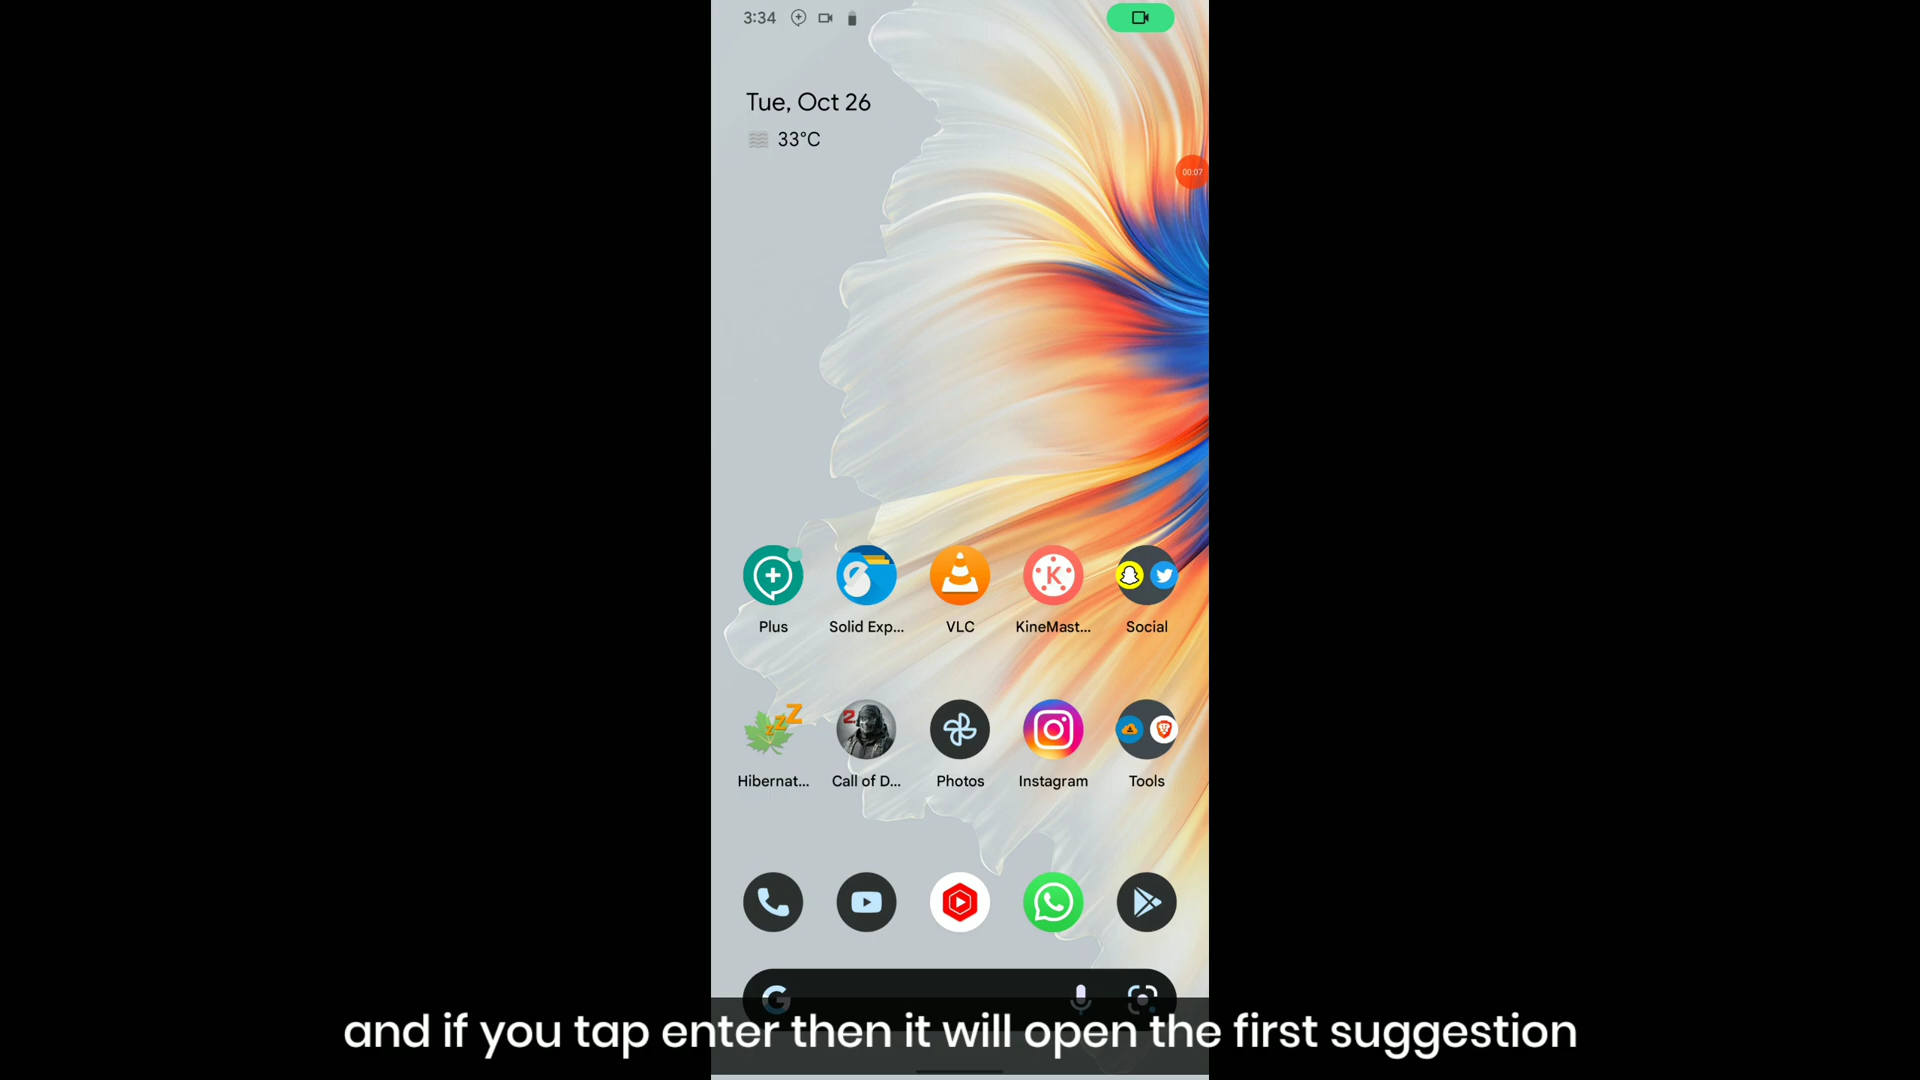 3:34
Tue, Oct 26
33°C
00:07
Plus
Solid Exp...
VLC
KineMast...
Social
Hibernat...
Call of D...
Photos
Instagram
Tools
and if you tap enter then it will open the first suggestion